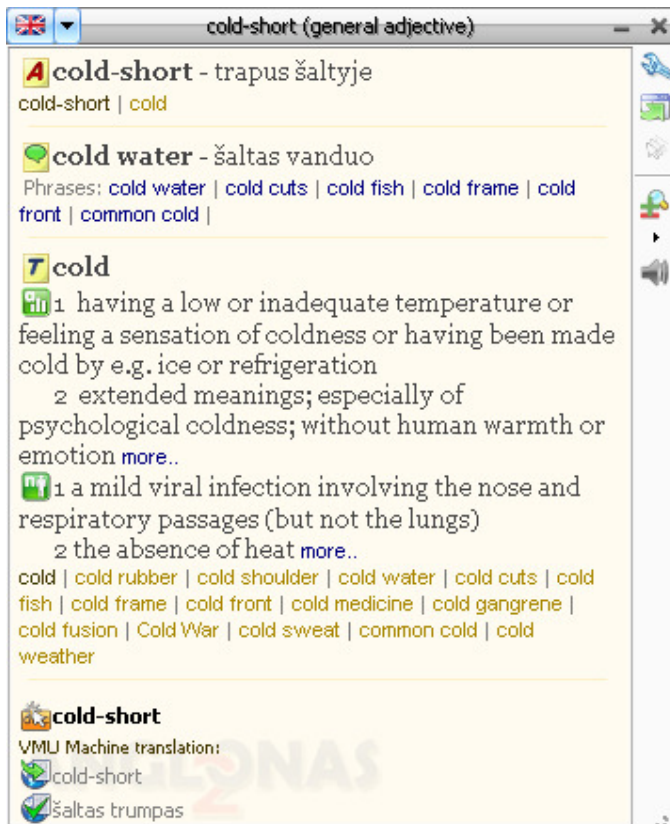 cold-short (general adjective)
A cold-short - trapus šaltyje
cold-short | cold
cold water - šaltas vanduo
Phrases: cold water | cold cuts | cold fish | cold frame | cold
front | common cold |
T cold
1 having a low or inadequate temperature or
feeling a sensation of coldness or having been made
cold by e.g. ice or refrigeration
2 extended meanings; especially of
psychological coldness; without human warmth or
emotion more..
1 a mild viral infection involving the nose and
respiratory passages (but not the lungs)
2 the absence of heat more..
cold | cold rubber | cold shoulder | cold water | cold cuts | cold
fish | cold frame | cold front | cold medicine | cold gangrene |
cold fusion | Cold War | cold sweat | common cold | cold
weather
cold-short
VMU Machine translation:
ANGLONAS
2
cold-short
šaltas trumpas